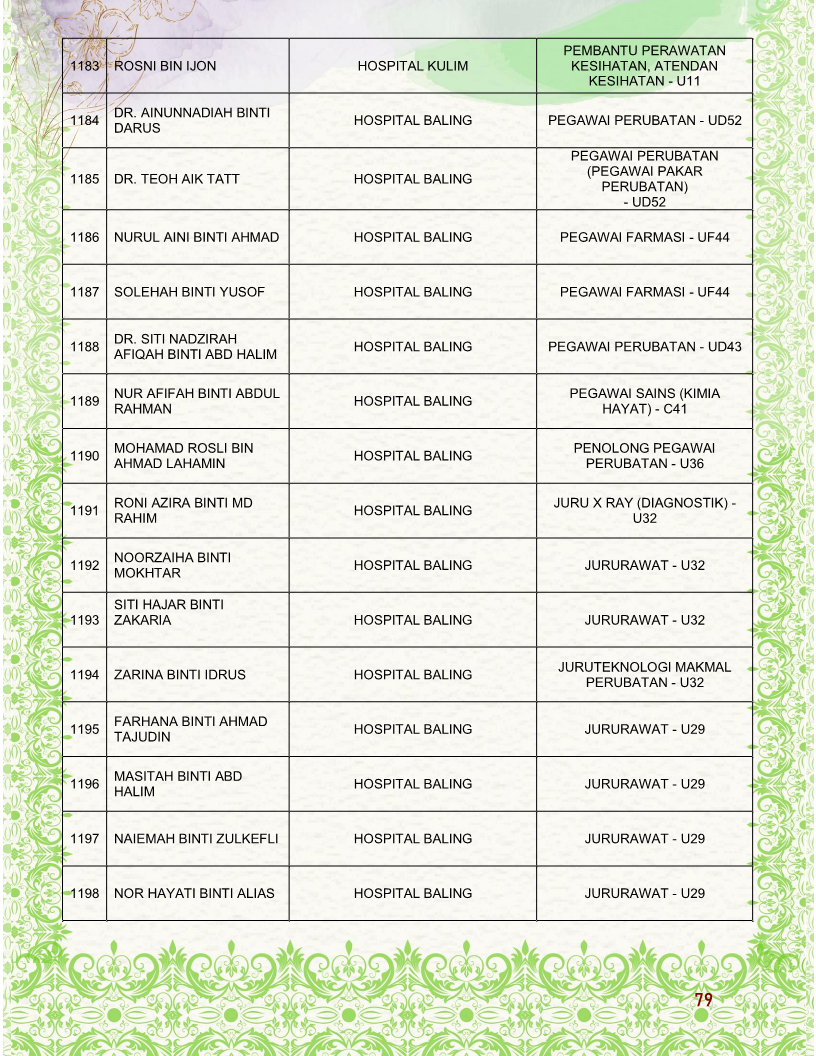 1183 ROSNI BIN IJON HOSPITAL KULIM PEMBANTU PERAWATAN
KESIHATAN, ATENDAN
KESIHATAN - U11
1184 DR. AINUNNADIAH BINTI
DARUS HOSPITAL BALING PEGAWAI PERUBATAN - UD52
1185 DR. TEOH AIK TATT HOSPITAL BALING PEGAWAI PERUBATAN
(PEGAWAI PAKAR
PERUBATAN)
- UD52
1186 NURUL AINI BINTI AHMAD HOSPITAL BALING PEGAWAI FARMASI - UF44
1187 SOLEHAH BINTI YUSOF HOSPITAL BALING PEGAWAI FARMASI - UF44
1188 DR. SITI NADZIRAH
AFIQAH BINTI ABD HALIM HOSPITAL BALING PEGAWAI PERUBATAN - UD43
1189 NUR AFIFAH BINTI ABDUL
RAHMAN HOSPITAL BALING PEGAWAI SAINS (KIMIA
HAYAT) - C41
1190 MOHAMAD ROSLI BIN
AHMAD LAHAMIN HOSPITAL BALING PENOLONG PEGAWAI
PERUBATAN - U36
1191 RONI AZIRA BINTI MD
RAHIM HOSPITAL BALING JURU X RAY (DIAGNOSTIK) -
U32
1192 NOORZAIHA BINTI
MOKHTAR HOSPITAL BALING JURURAWAT - U32
1193 SITI HAJAR BINTI
ZAKARIA HOSPITAL BALING JURURAWAT - U32
1194 ZARINA BINTI IDRUS HOSPITAL BALING JURUTEKNOLOGI MAKMAL
PERUBATAN - U32
1195 FARHANA BINTI AHMAD
TAJUDIN HOSPITAL BALING JURURAWAT - U29
1196 MASITAH BINTI ABD
HALIM HOSPITAL BALING JURURAWAT - U29
1197 NAIEMAH BINTI ZULKEFLI HOSPITAL BALING JURURAWAT - U29
1198 NOR HAYATI BINTI ALIAS HOSPITAL BALING JURURAWAT - U29
79